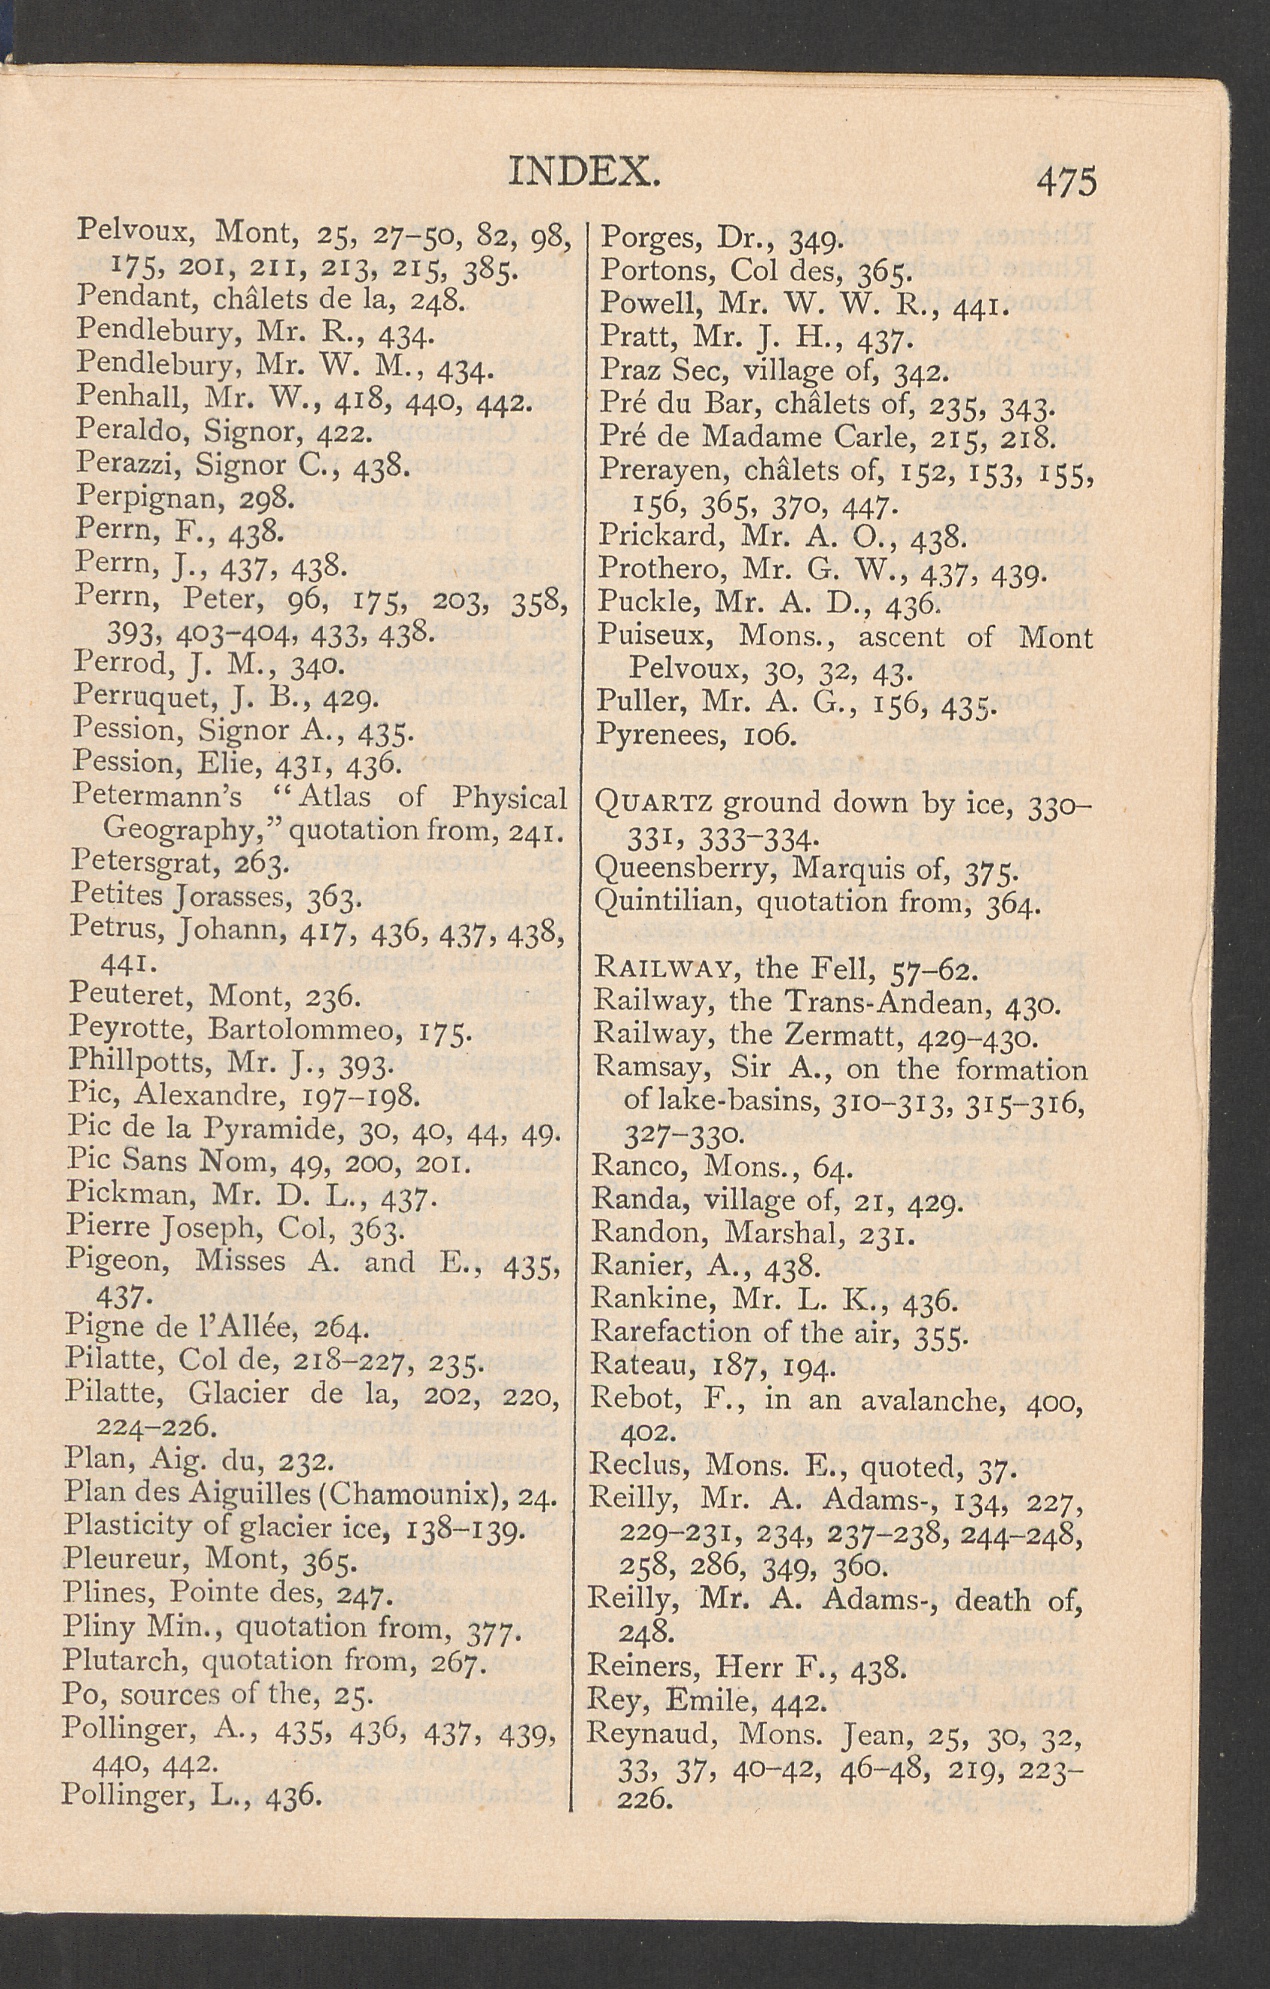 INDEX.
475
Pelvoux, Mont, 25, 27–50, 82, 98,
175, 201, 211, 213, 215, 385.
Pendant, châlets de la, 248.
Pendlebury, Mr. R., 434.
Pendlebury, Mr. W. M., 434.
Penhall, Mr. W., 418, 440, 442.
Peraldo, Signor, 422.
Perazzi, Signor C., 438.
Perpignan, 298.
Perrn, F., 438.
Perrn, J., 437, 438.
Perrn, Peter, 96, 175, 203, 358,
393, 403–404, 433, 438.
Perrod, J. M., 340.
Perruquet, J. B., 429.
Pession, Signor A., 435.
Pession, Elie, 431, 436.
Petermann's “Atlas of Physical
Geography,” quotation from, 241.
Petersgrat, 263.
Petites Jorasses, 363.
Petrus, Johann, 417, 436, 437, 438,
441.
Peuteret, Mont, 236.
Peyrotte, Bartolommeo, 175.
Phillpotts, Mr. J., 393.
Pic, Alexandre, 197–198.
Pic de la Pyramide, 30, 40, 44, 49.
Pic Sans Nom, 49, 200, 201.
Pickman, Mr. D. L., 437.
Pierre Joseph, Col, 363.
Pigeon, Misses A. and E., 435,
437.
Pigne de l'Allée, 264.
Pilatte, Col de, 218–227, 235.
Pilatte, Glacier de la, 202, 220,
224–226.
Plan, Aig. du, 232.
Plan des Aiguilles (Chamounix), 24.
Plasticity of glacier ice, 138–139.
Pleureur, Mont, 365.
Plines, Pointe des, 247.
Pliny Min., quotation from, 377.
Plutarch, quotation from, 267.
Po, sources of the, 25.
Pollinger, A., 435, 436, 437, 439,
440, 442.
Pollinger, L., 436.
Porges, Dr., 349.
Portons, Col des, 365.
Powell, Mr. W. W. R., 441.
Pratt, Mr. J. H., 437.
Praz Sec, village of, 342.
Pré du Bar, châlets of, 235, 343.
Pré de Madame Carle, 215, 218.
Prerayen, châlets of, 152, 153, 155,
156, 365, 370, 447.
Prickard, Mr. A. O., 438.
Prothero, Mr. G. W., 437, 439.
Puckle, Mr. A. D., 436.
Puiseux, Mons., ascent of Mont
Pelvoux, 30, 32, 43.
Puller, Mr. A. G., 156, 435.
Pyrenees, 106.
QUARTZ ground down by ice, 330–
331, 333–334.
Queensberry, Marquis of, 375.
Quintilian, quotation from, 364.
RAILWAY, the Fell, 57–62.
Railway, the Trans-Andean, 430.
Railway, the Zermatt, 429–430.
Ramsay, Sir A., on the formation
of lake-basins, 310–313, 315–316,
327–330.
Ranco, Mons., 64.
Randa, village of, 21, 429.
Randon, Marshal, 231.
Ranier, A., 438.
Rankine, Mr. L. K., 436.
Rarefaction of the air, 355.
Rateau, 187, 194.
Rebot, F., in an avalanche, 400,
402.
Reclus, Mons. E., quoted, 37.
Reilly, Mr. A. Adams-, 134, 227,
229–231, 234, 237–238, 244–248,
258, 286, 349, 360.
Reilly, Mr. A. Adams-, death of,
248.
Reiners, Herr F., 438.
Rey, Emile, 442.
Reynaud, Mons. Jean, 25, 30, 32,
33, 37, 40–42, 46–48, 219, 223–
226.